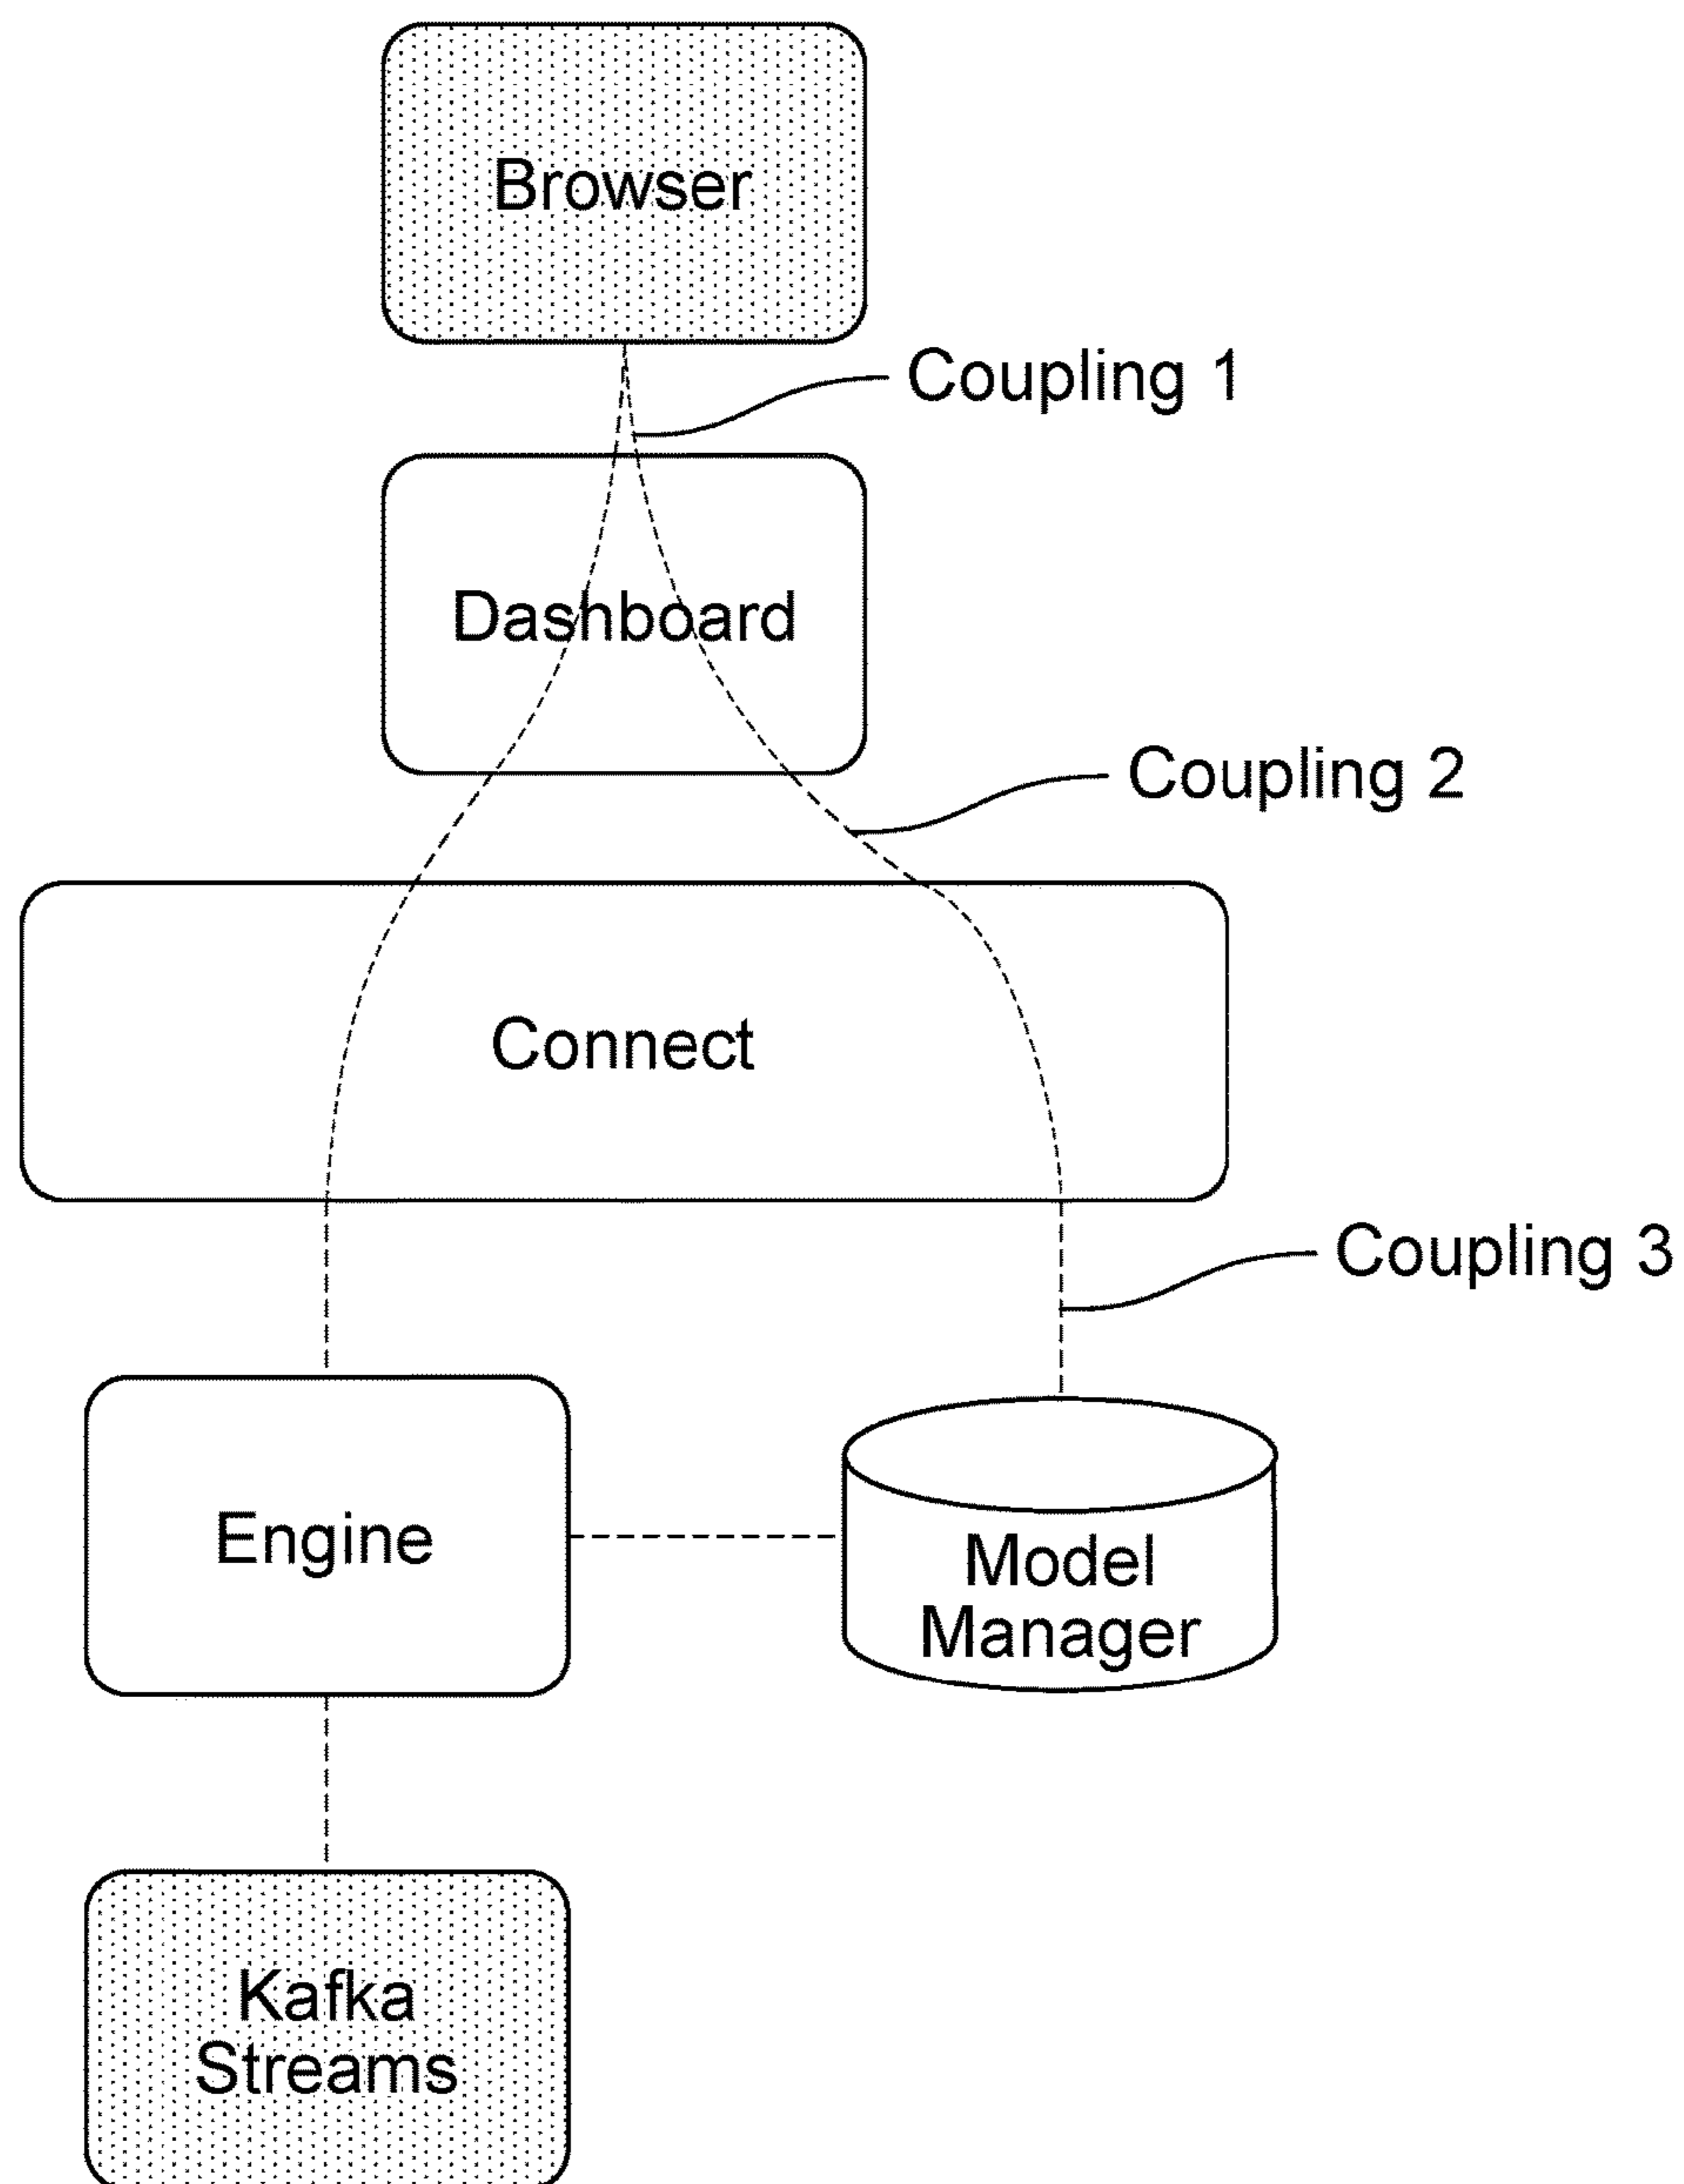 Browser
Coupling 1
Dashboard
Coupling 2
Connect
Coupling 3
Engine
Model
Manager
Kafka
Streams